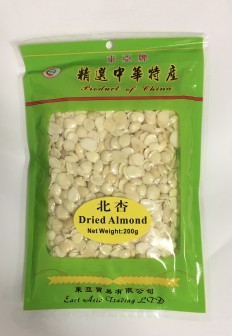 東亞牌
精選中華特產
Product of China
北杏
Dried Almond
Net Weight:200g
東亞貿易有限公司
East Asia Trading LTD